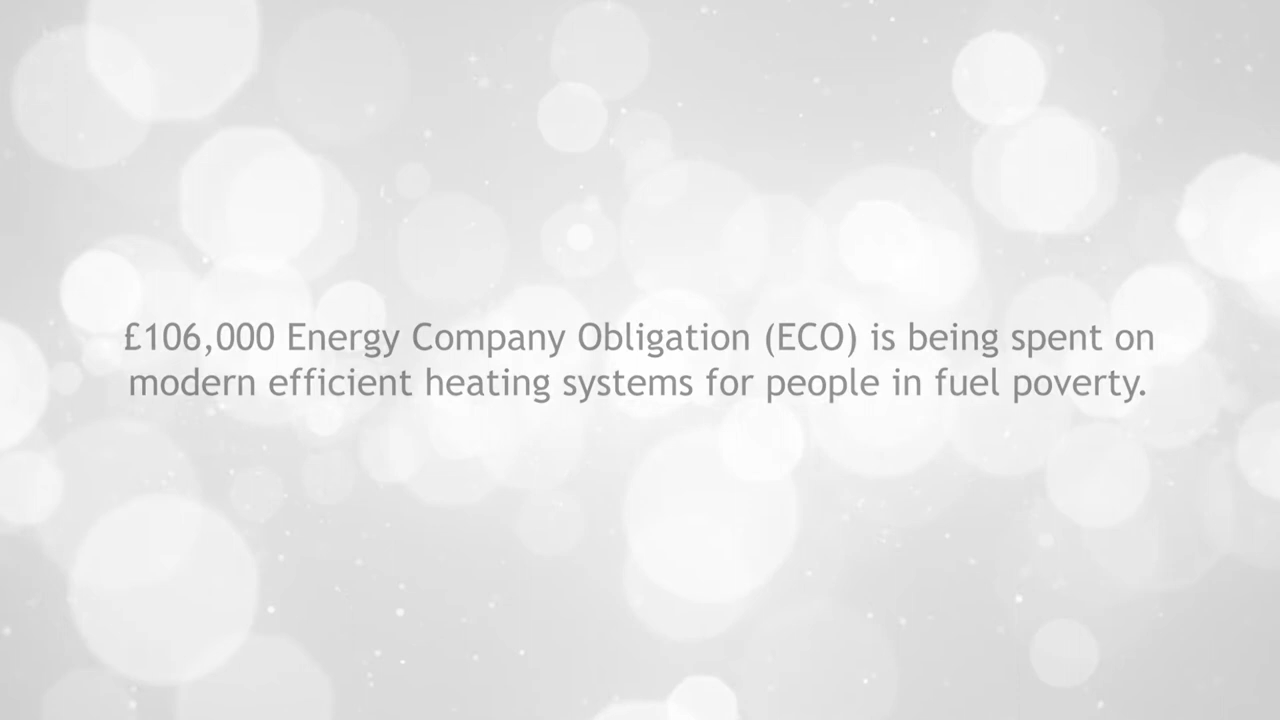 £106,000 Energy Company Obligation (ECO) is being spent on
modern efficient heating systems for people in fuel poverty.